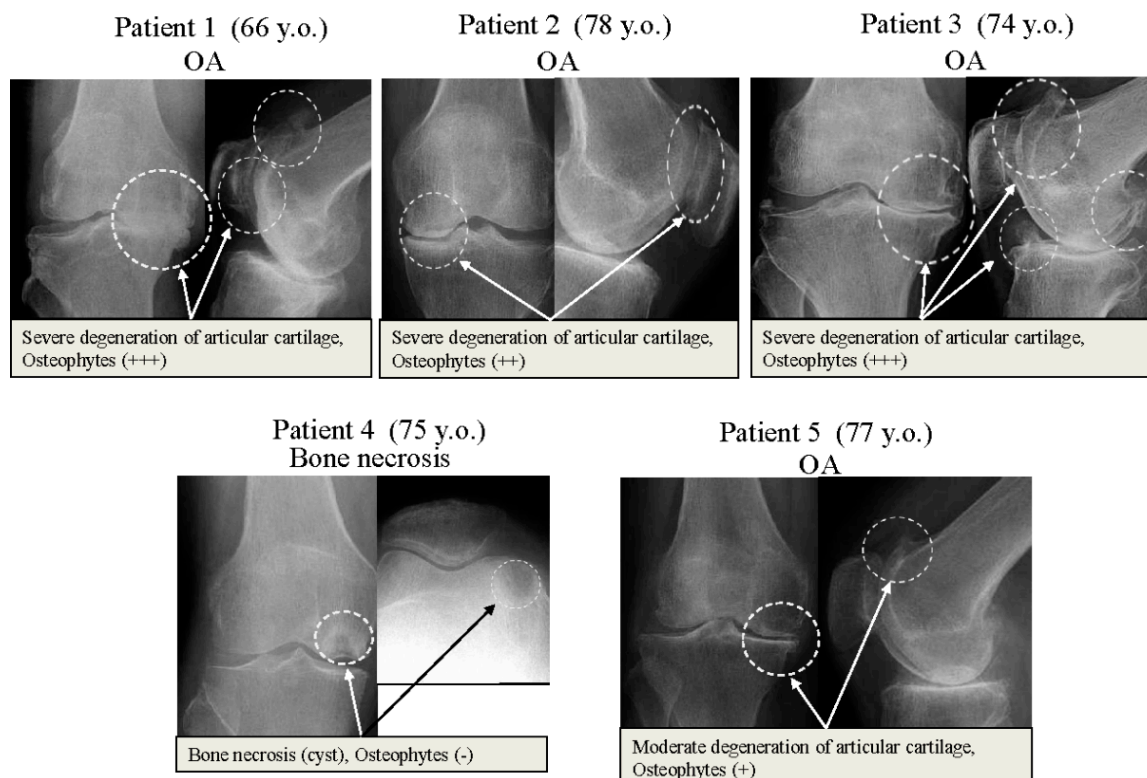 Patient 1 (66 y.o.)
OA
Severe degeneration of articular cartilage,
Osteophytes (+++)
Patient 2 (78 y.o.)
OA
Severe degeneration of articular cartilage,
Osteophytes (++)
Patient 3 (74 y.o.)
OA
Severe degeneration of articular cartilage,
Osteophytes (+++)
Patient 4 (75 y.o.)
Bone necrosis
Bone necrosis (cyst), Osteophytes (-)
Patient 5 (77 y.o.)
OA
Moderate degeneration of articular cartilage,
Osteophytes (+)